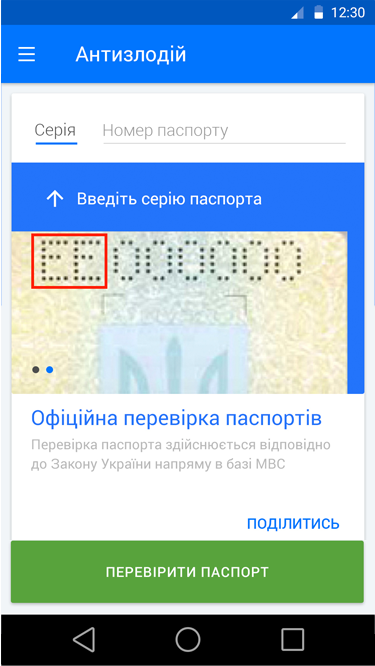 12:30
Антизлодій
Серія Номер паспорту
Введіть серію паспорта
ЕЕ000000
Офіційна перевірка паспортів
Перевірка паспорта здійснюється відповідно
до Закону України напряму в базі МВС
ПОДІЛИТИСЬ
ПЕРЕВІРИТИ ПАСПОРТ